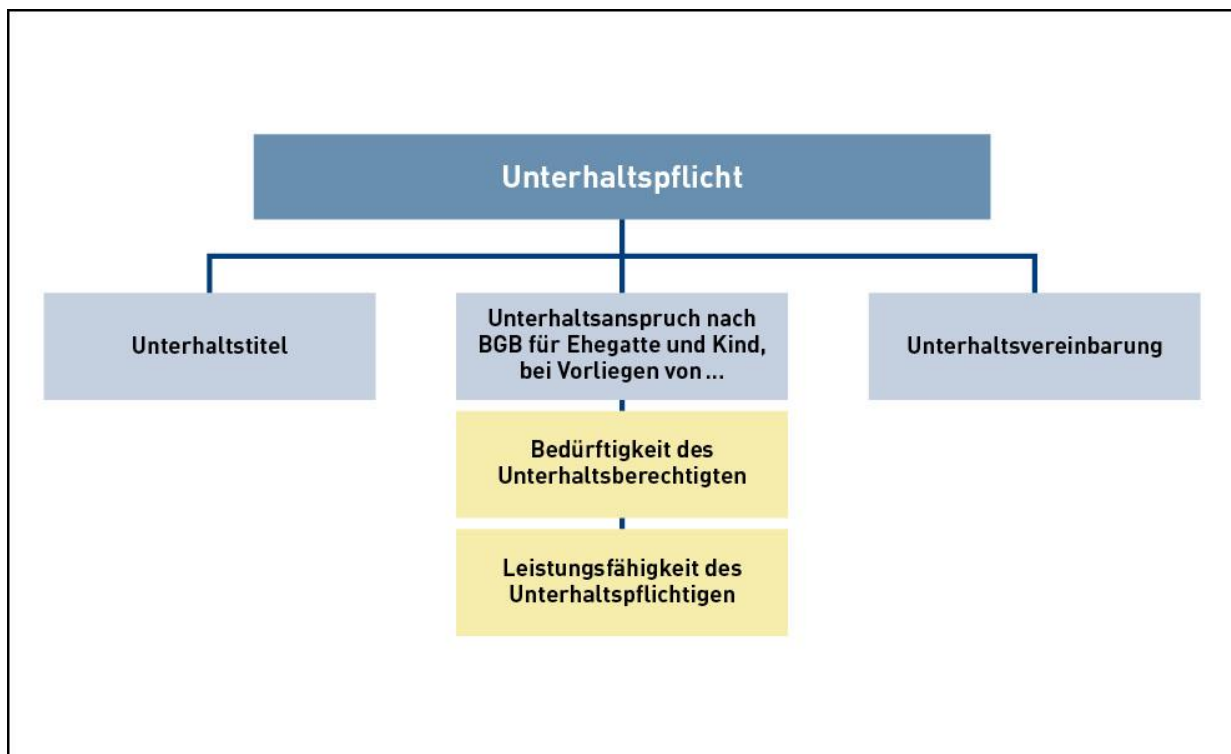 Unterhaltspflicht
Unterhaltstitel
Unterhaltsanspruch nach
BGB für Ehegatte und Kind,
bei Vorliegen von ...
Unterhaltsvereinbarung
Bedürftigkeit des
Unterhaltsberechtigten
Leistungsfähigkeit des
Unterhaltspflichtigen